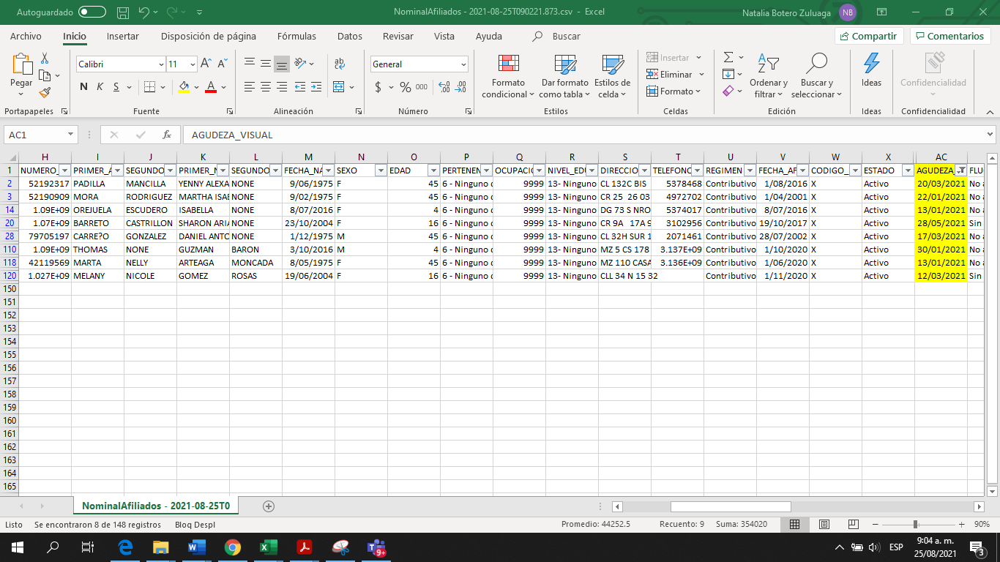 Autoguardado NominalAfiliados - 2021-08-25T090221.873.csv - Excel Natalia Botero Zuluaga NB
Archivo Inicio Insertar Disposición de página Fórmulas Datos Revisar Vista Ayuda Buscar Compartir Comentarios
Pegar Calibri 11 General Formato condicional Dar formato como tabla Estilos de celda Insertar Eliminar Formato Ordenar y filtrar Buscar y seleccionar Ideas Confidencialidad
N K S $ % 000
Portapapeles Fuente Alineación Número Estilos Celdas Edición Ideas Confidencialidad
AC1 fx AGUDEZA_VISUAL
H I J K L M N O P Q R S T U V W X AC
1 NUMERO_ PRIMER_A SEGUNDO PRIMER_N SEGUNDO FECHA_NA SEXO EDAD PERTENEN OCUPACIO NIVEL_EDU DIRECCIO TELEFONO REGIMEN FECHA_AF CODIGO_ ESTADO AGUDEZA_ FLU
2 52192317 PADILLA MANCILLA YENNY ALEXA NONE 9/06/1975 F 45 6 - Ninguno d 9999 13- Ninguno CL 132C BIS 5378468 Contributivo 1/08/2016 X Activo 20/03/2021 No a
3 52190909 MORA RODRIGUEZ MARTHA ISAB NONE 9/02/1975 F 45 6 - Ninguno d 9999 13- Ninguno CR 25 26 03 4972702 Contributivo 1/04/2001 X Activo 22/01/2021 No a
14 1.09E+09 OREJUELA ESCUDERO ISABELLA NONE 8/07/2016 F 4 6 - Ninguno d 9999 13- Ninguno DG 73 S NRO 5374017 Contributivo 8/07/2016 X Activo 13/01/2021 No a
20 1.07E+09 BARRETO CASTRILLON SHARON ARIA NONE 23/10/2004 F 16 6 - Ninguno d 9999 13- Ninguno CR 9A 17A 9 3102956 Contributivo 19/10/2017 X Activo 28/05/2021 Sin
28 79705197 CARRE?O GONZALEZ DANIEL ANTO NONE 1/12/1975 M 45 6 - Ninguno d 9999 13- Ninguno CL 32H SUR 1 2071461 Contributivo 28/07/2002 X Activo 17/03/2021 No a
110 1.09E+09 THOMAS NONE GUZMAN BARON 3/10/2016 M 4 6 - Ninguno d 9999 13- Ninguno MZ 5 CS 178 3.137E+09 Contributivo 1/10/2020 X Activo 30/01/2021 No a
118 42119569 MARTA NELLY ARTEAGA MONCADA 8/05/1975 F 45 6 - Ninguno d 9999 13- Ninguno MZ 110 CASA 3.136E+09 Contributivo 1/06/2020 X Activo 13/01/2021 No a
120 1.027E+09 MELANY NICOLE GOMEZ ROSAS 19/06/2004 F 16 6 - Ninguno d 9999 13- Ninguno CLL 34 N 15 32 Contributivo 1/11/2020 X Activo 12/03/2021 Sin
150
151
152
153
154
155
156
157
158
159
160
161
162
163
164
165
NominalAfiliados - 2021-08-25T0
Listo Se encontraron 8 de 148 registros Bloq Despl Promedio: 44252.5 Recuento: 9 Suma: 354020 90%
9+ ESP 9:04 a. m.
25/08/2021 3